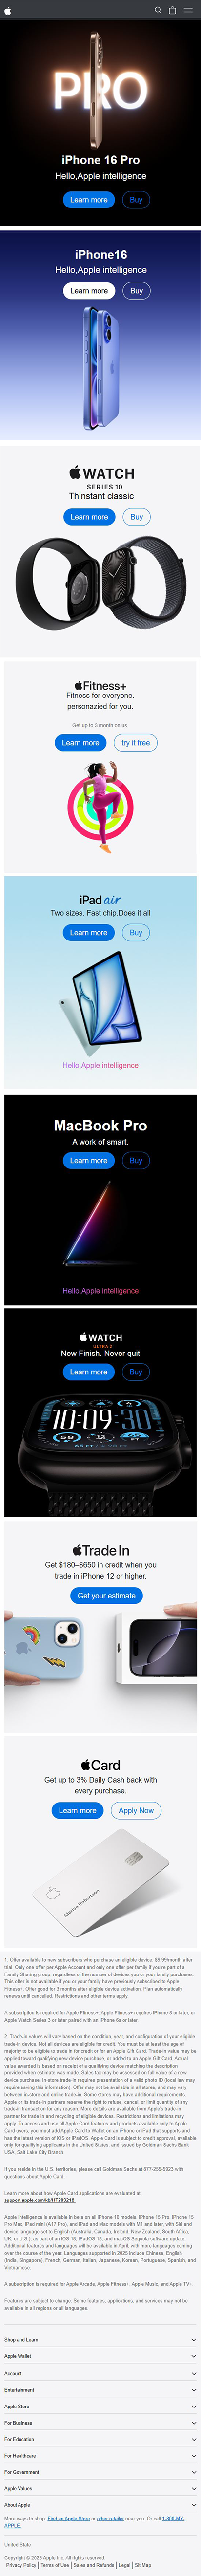 PRO
iPhone 16 Pro
Hello,Apple intelligence
Learn more
Buy
iPhone16
Hello,Apple intelligence
Learn more
Buy
WATCH
SERIES 10
Thinstant classic
Learn more
Buy
Fitness+
Fitness for everyone.
personazied for you.
Get up to 3 month on us.
Learn more
try it free
iPad air
Two sizes. Fast chip.Does it all
Learn more
Buy
Hello,Apple intelligence
MacBook Pro
A work of smart.
Learn more
Buy
Hello,Apple intelligence
WATCH
ULTRA 2
New Finish. Never quit
Learn more
Buy
10:09:30
Trade In
Get $180–$650 in credit when you
trade in iPhone 12 or higher.
Get your estimate
Card
Get up to 3% Daily Cash back with
every purchase.
Learn more
Apply Now
Marius Robertson
1. Offer available to new subscribers who purchase an eligible device. $9.99/month after
trial. Only one offer per Apple Account and only one offer per family if you're part of a
Family Sharing group, regardless of the number of devices you or your family purchases.
This offer is not available if you or your family have previously subscribed to Apple
Fitness+. Offer good for 3 months after eligible device activation. Plan automatically
renews until cancelled. Restrictions and other terms apply.
A subscription is required for Apple Fitness+. Apple Fitness+ requires iPhone 8 or later, or
Apple Watch Series 3 or later paired with an iPhone 6s or later.
2. Trade-in values will vary based on the condition, year, and configuration of your eligible
trade-in device. Not all devices are eligible for credit. You must be at least the age of
majority to be eligible to trade in for credit or for an Apple Gift Card. Trade-in value may be
applied toward qualifying new device purchase, or added to an Apple Gift Card. Actual
value awarded is based on receipt of a qualifying device matching the description
provided when estimate was made. Sales tax may be assessed on full value of a new
device purchase. In-store trade-in requires presentation of a valid photo ID (local law may
require saving this information). Offer may not be available in all stores, and may vary
between in-store and online trade-in. Some stores may have additional requirements.
Apple or its trade-in partners reserve the right to refuse, cancel, or limit quantity of any
trade-in transaction for any reason. More details are available from Apple's trade-in
partner for trade-in and recycling of eligible devices. Restrictions and limitations may
apply. To access and use all Apple Card features and products available only to Apple
Card users, you must add Apple Card to Wallet on an iPhone or iPad that supports and
has the latest version of iOS or iPadOS. Apple Card is subject to credit approval, available
only for qualifying applicants in the United States, and issued by Goldman Sachs Bank
USA, Salt Lake City Branch.
If you reside in the U.S. territories, please call Goldman Sachs at 877-255-5923 with
questions about Apple Card.
Learn more about how Apple Card applications are evaluated at
support.apple.com/kb/HT209218.
Apple Intelligence is available in beta on all iPhone 16 models, iPhone 15 Pro, iPhone 15
Pro Max, iPad mini (A17 Pro), and iPad and Mac models with M1 and later, with Siri and
device language set to English (Australia, Canada, Ireland, New Zealand, South Africa,
UK, or U.S.), as part of an iOS 18, iPadOS 18, and macOS Sequoia software update.
Additional features and languages will be available in April, with more languages coming
over the course of the year. Languages supported in 2025 include Chinese, English
(India, Singapore), French, German, Italian, Japanese, Korean, Portuguese, Spanish, and
Vietnamese.
A subscription is required for Apple Arcade, Apple Fitness+, Apple Music, and Apple TV+.
Features are subject to change. Some features, applications, and services may not be
available in all regions or all languages.
Shop and Learn
Apple Wallet
Account
Entertainment
Apple Store
For Business
For Education
For Healthcare
For Government
Apple Values
About Apple
More ways to shop: Find an Apple Store or other retailer near you. Or call 1-800-MY-
APPLE.
United State
Copyright © 2025 Apple Inc. All rights reserved.
Privacy Policy | Terms of Use | Sales and Refunds | Legal | Sit Map